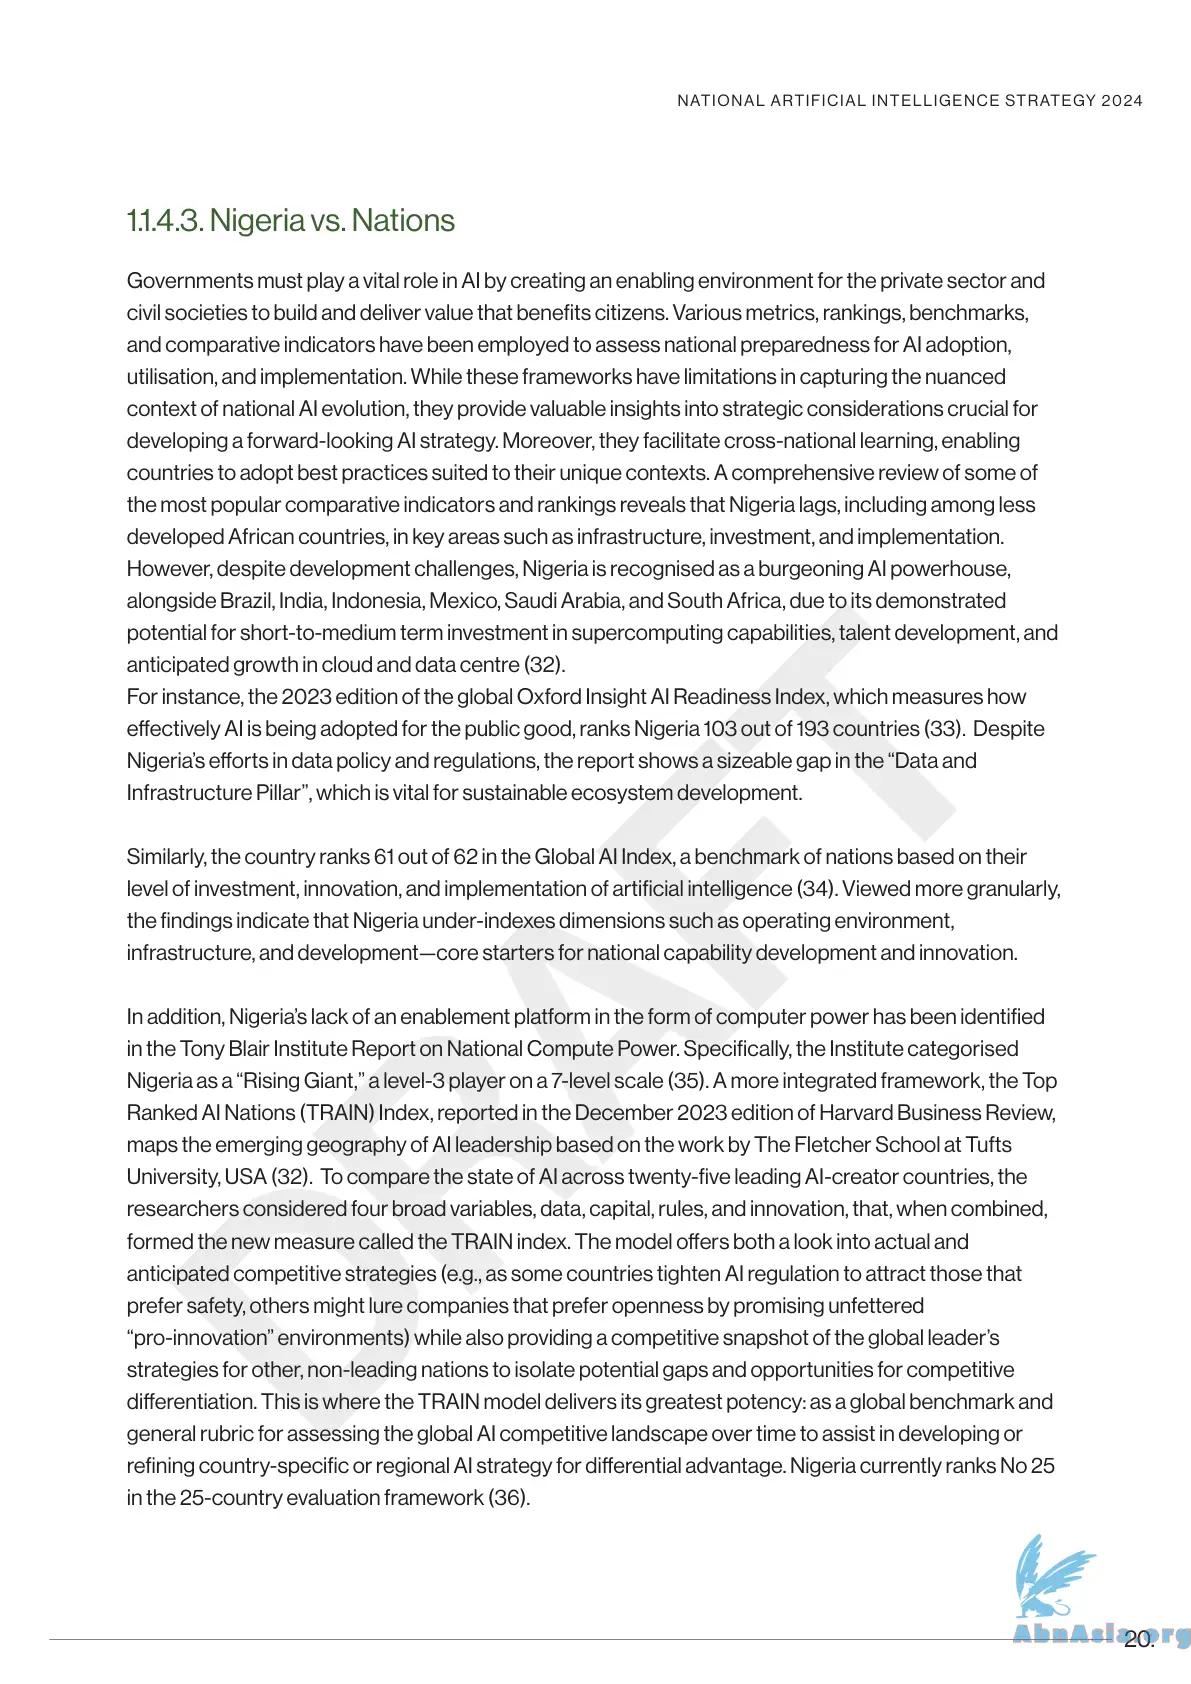 NATIONAL ARTIFICIAL INTELLIGENCE STRATEGY 2024
1.1.4.3. Nigeria vs. Nations
Governments must play a vital role in AI by creating an enabling environment for the private sector and
civil societies to build and deliver value that benefits citizens. Various metrics, rankings, benchmarks,
and comparative indicators have been employed to assess national preparedness for AI adoption,
utilisation, and implementation. While these frameworks have limitations in capturing the nuanced
context of national AI evolution, they provide valuable insights into strategic considerations crucial for
developing a forward-looking AI strategy. Moreover, they facilitate cross-national learning, enabling
countries to adopt best practices suited to their unique contexts. A comprehensive review of some of
the most popular comparative indicators and rankings reveals that Nigeria lags, including among less
developed African countries, in key areas such as infrastructure, investment, and implementation.
However, despite development challenges, Nigeria is recognised as a burgeoning AI powerhouse,
alongside Brazil, India, Indonesia, Mexico, Saudi Arabia, and South Africa, due to its demonstrated
potential for short-to-medium term investment in supercomputing capabilities, talent development, and
anticipated growth in cloud and data centre (32).
For instance, the 2023 edition of the global Oxford Insight AI Readiness Index, which measures how
effectively AI is being adopted for the public good, ranks Nigeria 103 out of 193 countries (33). Despite
Nigeria's efforts in data policy and regulations, the report shows a sizeable gap in the “Data and
Infrastructure Pillar”, which is vital for sustainable ecosystem development.
Similarly, the country ranks 61 out of 62 in the Global AI Index, a benchmark of nations based on their
level of investment, innovation, and implementation of artificial intelligence (34). Viewed more granularly,
the findings indicate that Nigeria under-indexes dimensions such as operating environment,
infrastructure, and development—core starters for national capability development and innovation.
In addition, Nigeria's lack of an enablement platform in the form of computer power has been identified
in the Tony Blair Institute Report on National Compute Power. Specifically, the Institute categorised
Nigeria as a “Rising Giant,” a level-3 player on a 7-level scale (35). A more integrated framework, the Top
Ranked AI Nations (TRAIN) Index, reported in the December 2023 edition of Harvard Business Review,
maps the emerging geography of AI leadership based on the work by The Fletcher School at Tufts
University, USA (32). To compare the state of AI across twenty-five leading AI-creator countries, the
researchers considered four broad variables, data, capital, rules, and innovation, that, when combined,
formed the new measure called the TRAIN index. The model offers both a look into actual and
anticipated competitive strategies (e.g., as some countries tighten AI regulation to attract those that
prefer safety, others might lure companies that prefer openness by promising unfettered
“pro-innovation” environments) while also providing a competitive snapshot of the global leader's
strategies for other, non-leading nations to isolate potential gaps and opportunities for competitive
differentiation. This is where the TRAIN model delivers its greatest potency: as a global benchmark and
general rubric for assessing the global AI competitive landscape over time to assist in developing or
refining country-specific or regional AI strategy for differential advantage. Nigeria currently ranks No 25
in the 25-country evaluation framework (36).
DRAFT
AbnAsia.org
20.